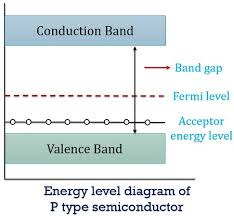 Conduction Band
Band gap
Fermi level
Acceptor
energy level
Valence Band
Energy level diagram of
P type semiconductor